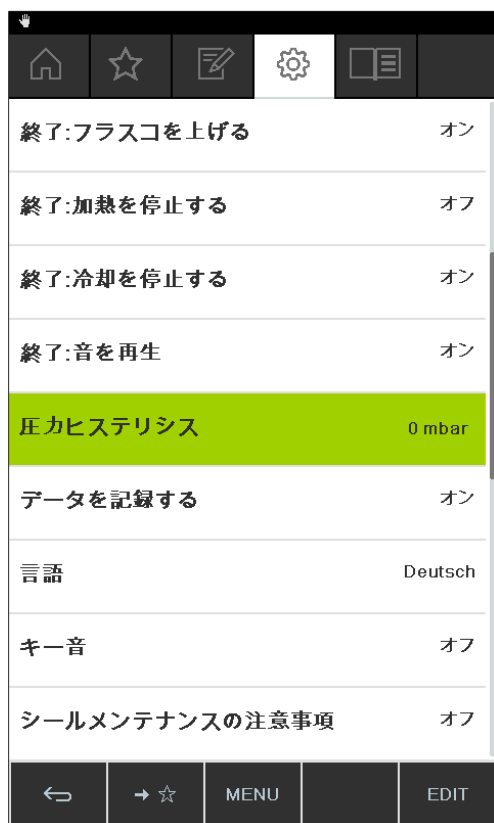 終了:フラスコを上げる オン
終了:加熱を停止する オフ
終了:冷却を停止する オン
終了:音を再生 オン
圧力ヒステリシス 0 mbar
データを記録する オン
言語 Deutsch
キー音 オフ
シールメンテナンスの注意事項 オフ
MENU EDIT